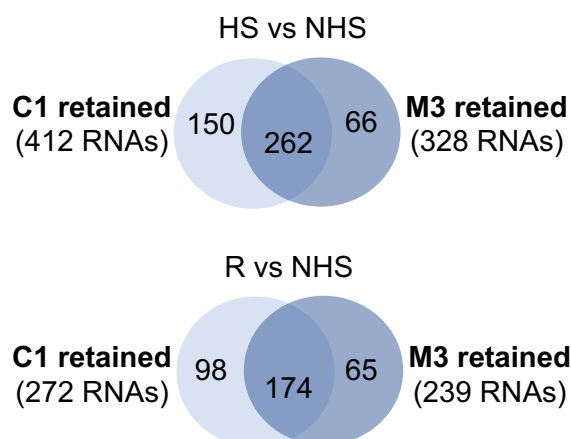 HS vs NHS
C1 retained
(412 RNAs)
150
262
66
M3 retained
(328 RNAs)
R vs NHS
C1 retained
(272 RNAs)
98
174
65
M3 retained
(239 RNAs)